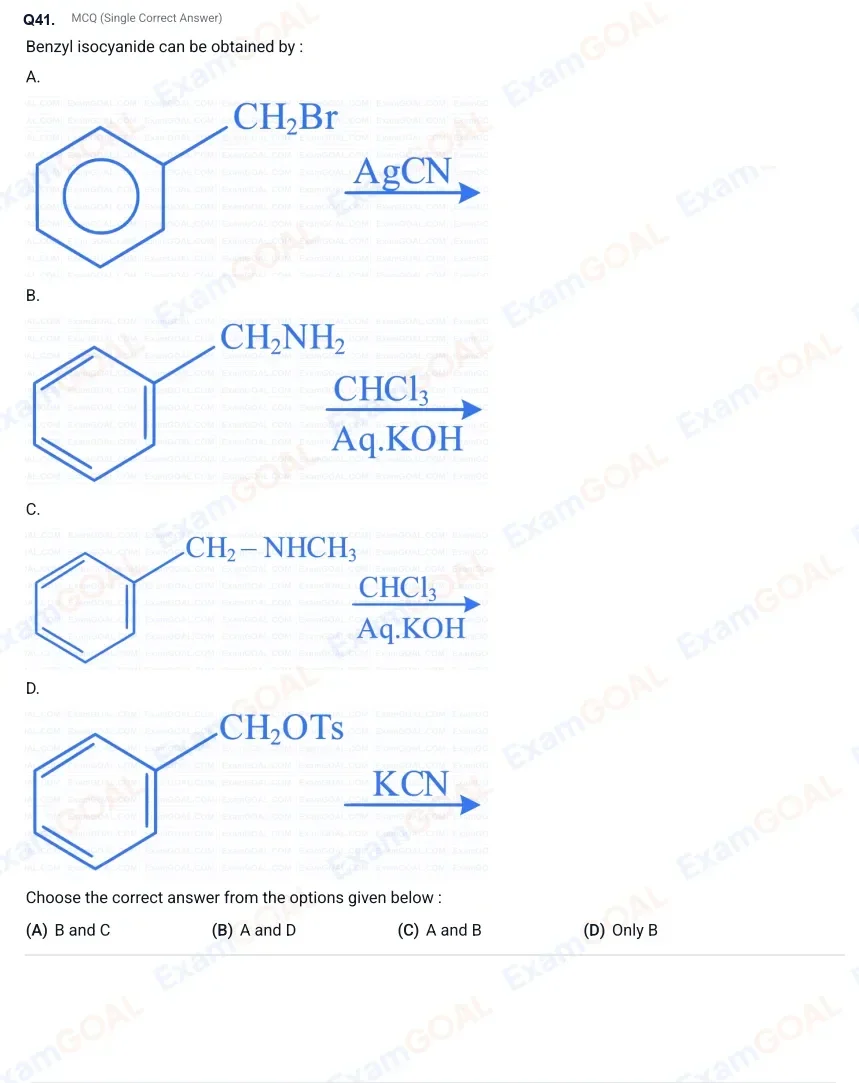 Q41. MCQ (Single Correct Answer)
Benzyl isocyanide can be obtained by :
A.
CH₂Br
AgCN
B.
CH₂NH₂
CHCl₃
Aq.KOH
C.
CH₂ – NHCH₃
CHCl₃
Aq.KOH
D.
CH₂OTs
KCN
Choose the correct answer from the options given below :
(A) B and C (B) A and D (C) A and B (D) Only B
ExamGOAL